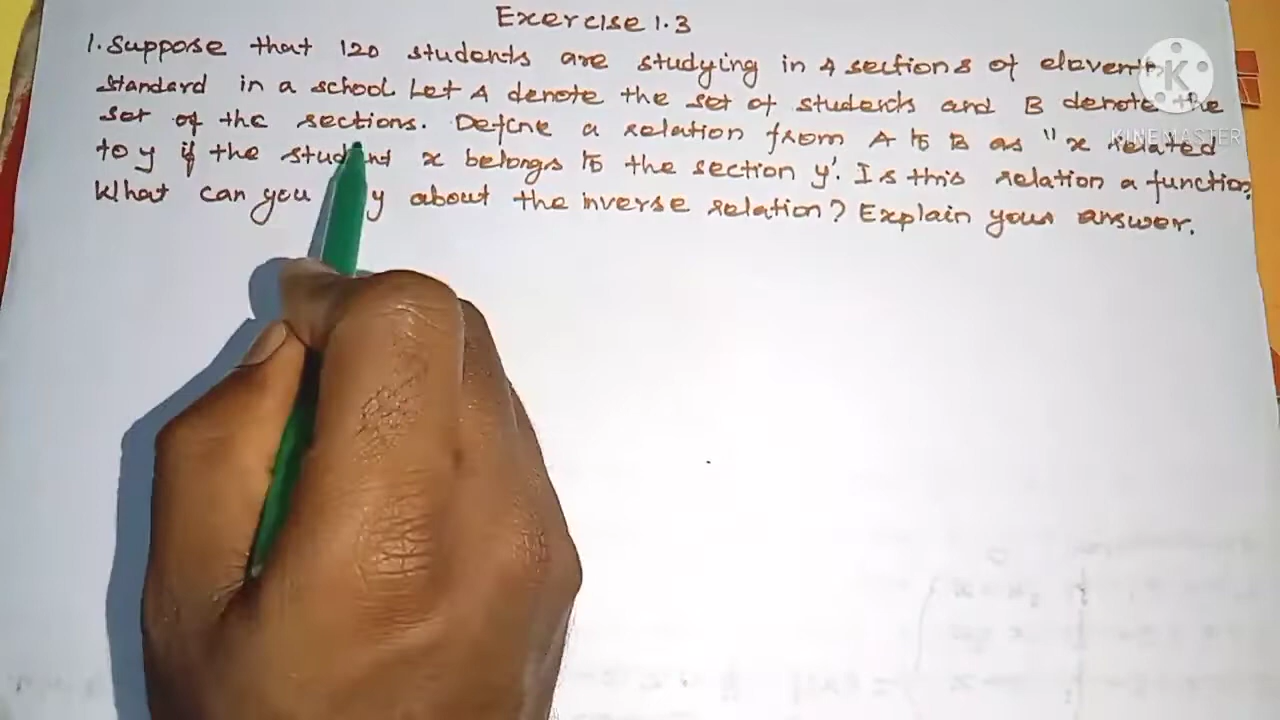 Exercise 1.3
1. Suppose that 120 students are studying in 4 sections of eleventh
standard in a school Let A denote the set of students and B denote the
set of the sections. Define a relation from A to B as "x related
to y if the student x belongs to the section y'. Is this relation a function?
What can you y about the inverse relation? Explain your answer.
K
KINEMASTER